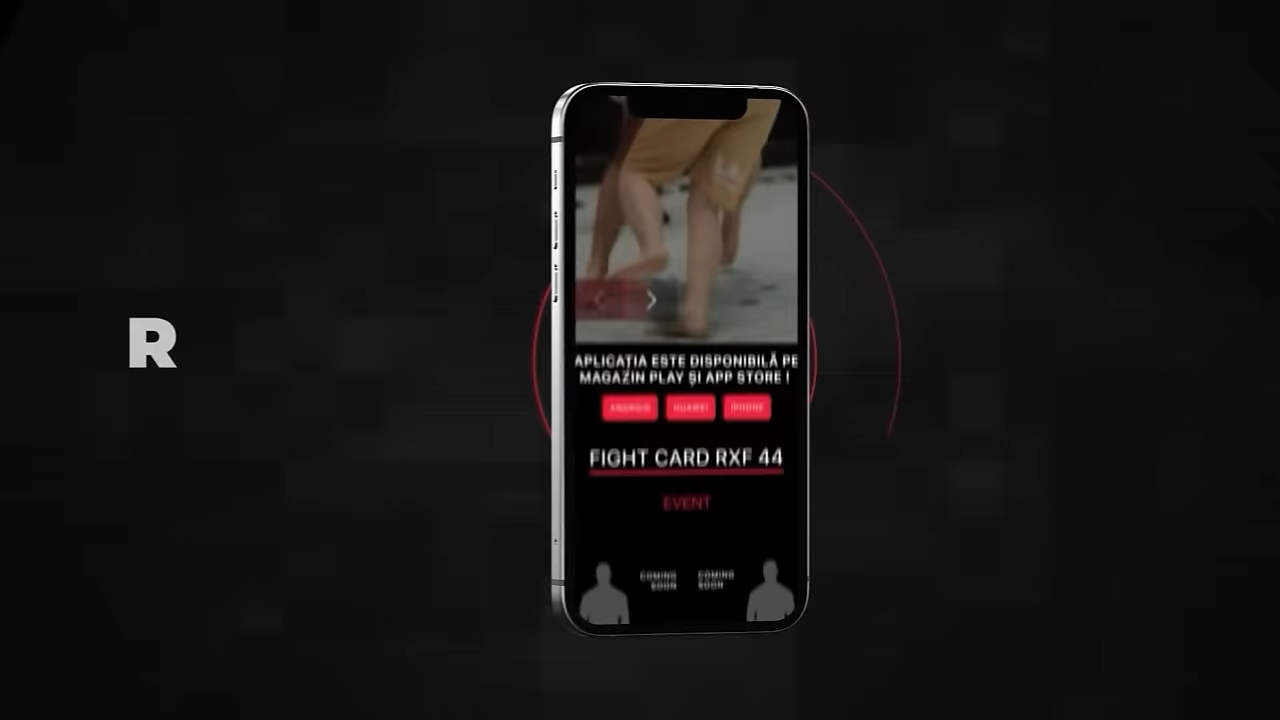 R
APLICAȚIA ESTE DISPONIBILĂ PE
MAGAZIN PLAY ȘI APP STORE !
ANDROID HUAWEI IPHONE
FIGHT CARD RXF 44
EVENT
COMING SOON
COMING SOON